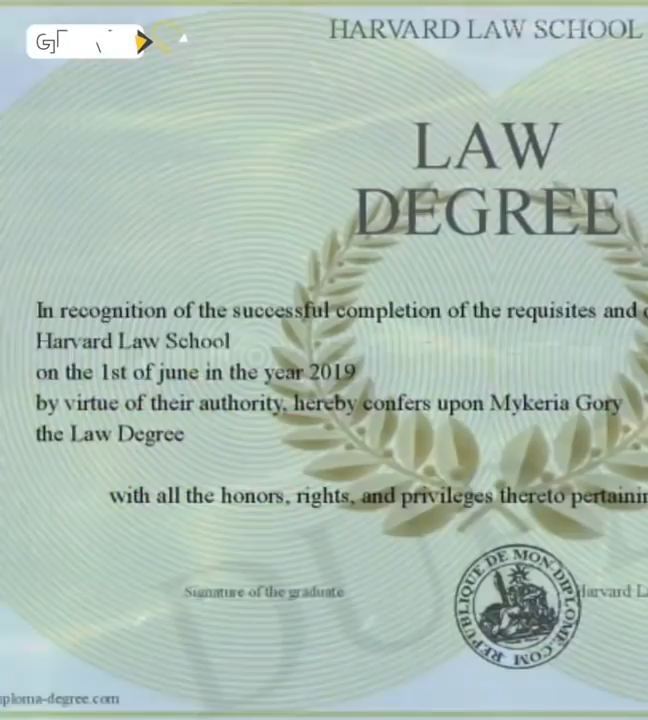 HARVARD LAW SCHOOL
LAW
DEGREE
In recognition of the successful completion of the requisites and
Harvard Law School
on the 1st of june in the year 2019
by virtue of their authority, hereby confers upon Mykeria Gory
the Law Degree
with all the honors, rights, and privileges thereto pertainin
Signature of the graduate
REPUBLIQUE DE MON-DIPLOME.COM
Harvard L
ploma-degree.com